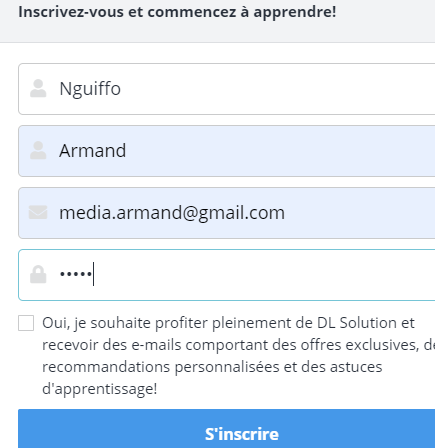 Inscrivez-vous et commencez à apprendre!
Nguiffo
Armand
media.armand@gmail.com
•••••
Oui, je souhaite profiter pleinement de DL Solution et
recevoir des e-mails comportant des offres exclusives,
recommandations personnalisées et des astuces
d'apprentissage!
S'inscrire